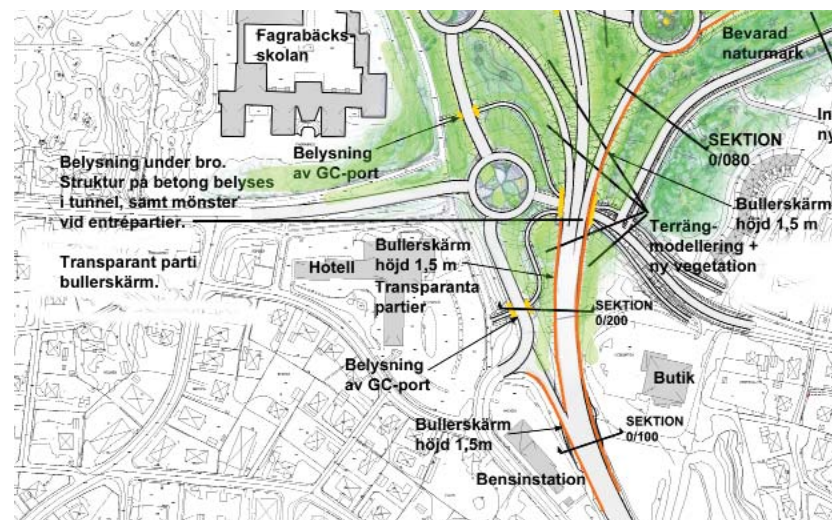 Fagrabäcks-
skolan
Bevarad
naturmark
In
ny
SEKTION
0/080
Belysning
av GC-port
Belysning under bro.
Struktur på betong belyses
i tunnel, samt mönster
vid entrépartier.
Bullerskärm
höjd 1,5 m
Terräng-
modellering +
ny vegetation
Transparant parti
bullerskärm.
Hotell
Bullerskärm
höjd 1,5 m
Transparanta
partier
SEKTION
0/200
Belysning
av GC-port
Butik
Bullerskärm
höjd 1,5m
SEKTION
0/100
Bensinstation